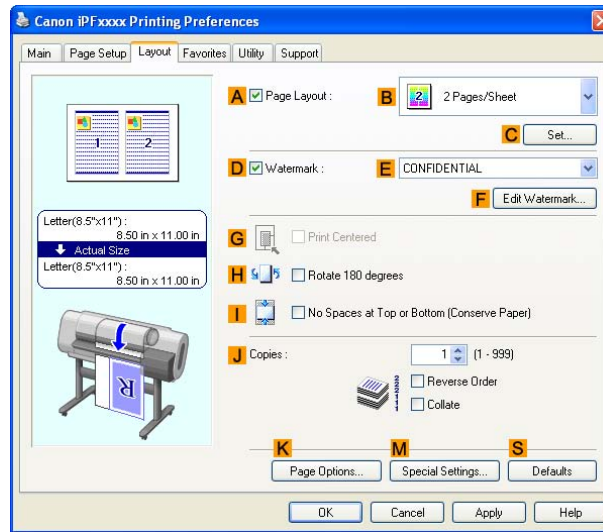 Canon iPFxxxx Printing Preferences
Main Page Setup Layout Favorites Utility Support
1 2
Letter(8.5"x11") :
8.50 in x 11.00 in
Actual Size
Letter(8.5"x11") :
8.50 in x 11.00 in
R
A Page Layout : B 2 2 Pages/Sheet
C Set...
D Watermark : E CONFIDENTIAL
F Edit Watermark...
G Print Centered
H Rotate 180 degrees
I No Spaces at Top or Bottom (Conserve Paper)
J Copies : 1 (1 - 999)
Reverse Order
Collate
K M S
Page Options... Special Settings... Defaults
OK Cancel Apply Help